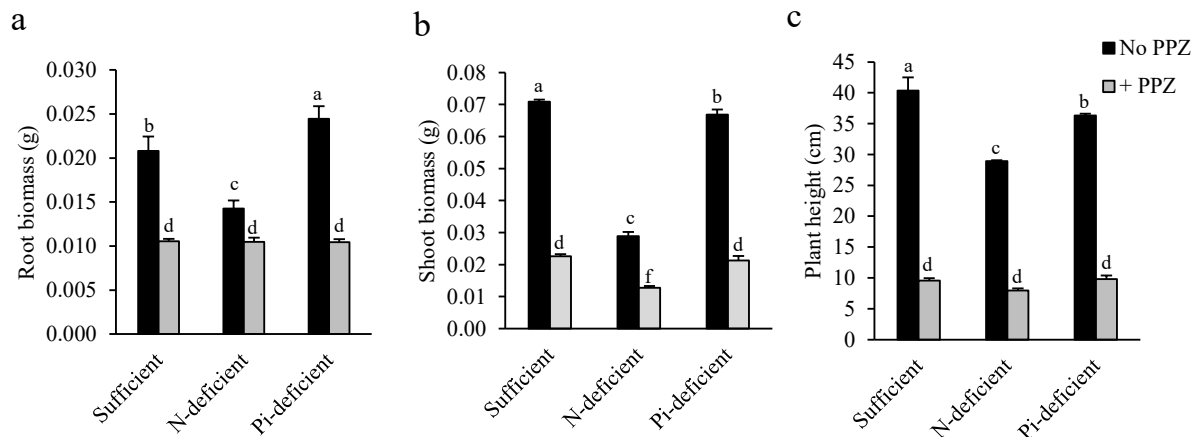 a
Root biomass (g)
0.030
0.025
0.020
0.015
0.010
0.005
0.000
b
d
c
d
a
d
Sufficient
N-deficient
Pi-deficient
b
Shoot biomass (g)
0.08
0.07
0.06
0.05
0.04
0.03
0.02
0.01
0.00
a
d
c
f
b
d
Sufficient
N-deficient
Pi-deficient
c
Plant height (cm)
45
40
35
30
25
20
15
10
5
0
a
d
c
d
b
d
Sufficient
N-deficient
Pi-deficient
No PPZ
+ PPZ